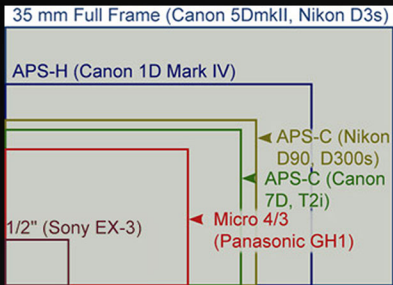 35 mm Full Frame (Canon 5DmkII, Nikon D3s)
APS-H (Canon 1D Mark IV)
APS-C (Nikon
D90, D300s)
APS-C (Canon
7D, T2i)
Micro 4/3
(Panasonic GH1)
1/2" (Sony EX-3)